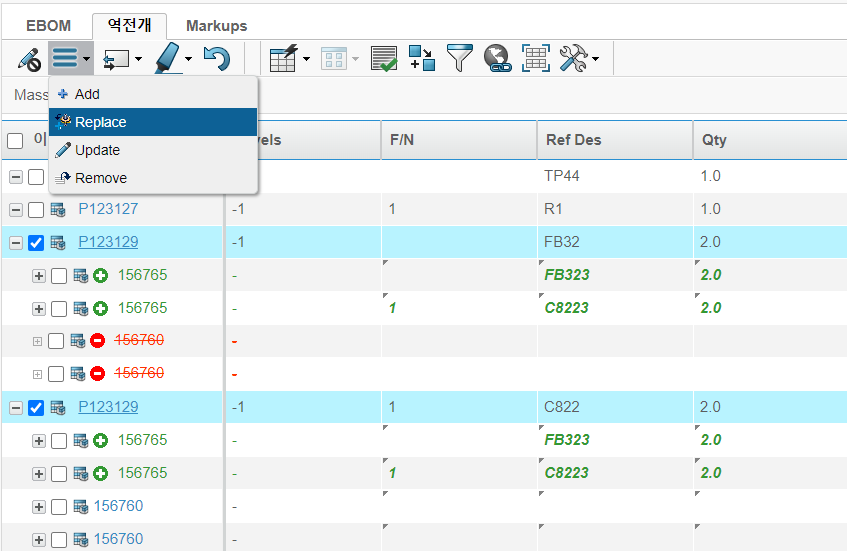 EBOM 역전개 Markups
Mass
Add
Replace
Update
Remove
이 vels F/N Ref Des Qty
TP44 1.0
P123127 -1 1 R1 1.0
P123129 -1 FB32 2.0
156765 - FB323 2.0
156765 - 1 C8223 2.0
156760 -
156760 -
P123129 -1 1 C822 2.0
156765 - FB323 2.0
156765 - 1 C8223 2.0
156760 -
156760 -